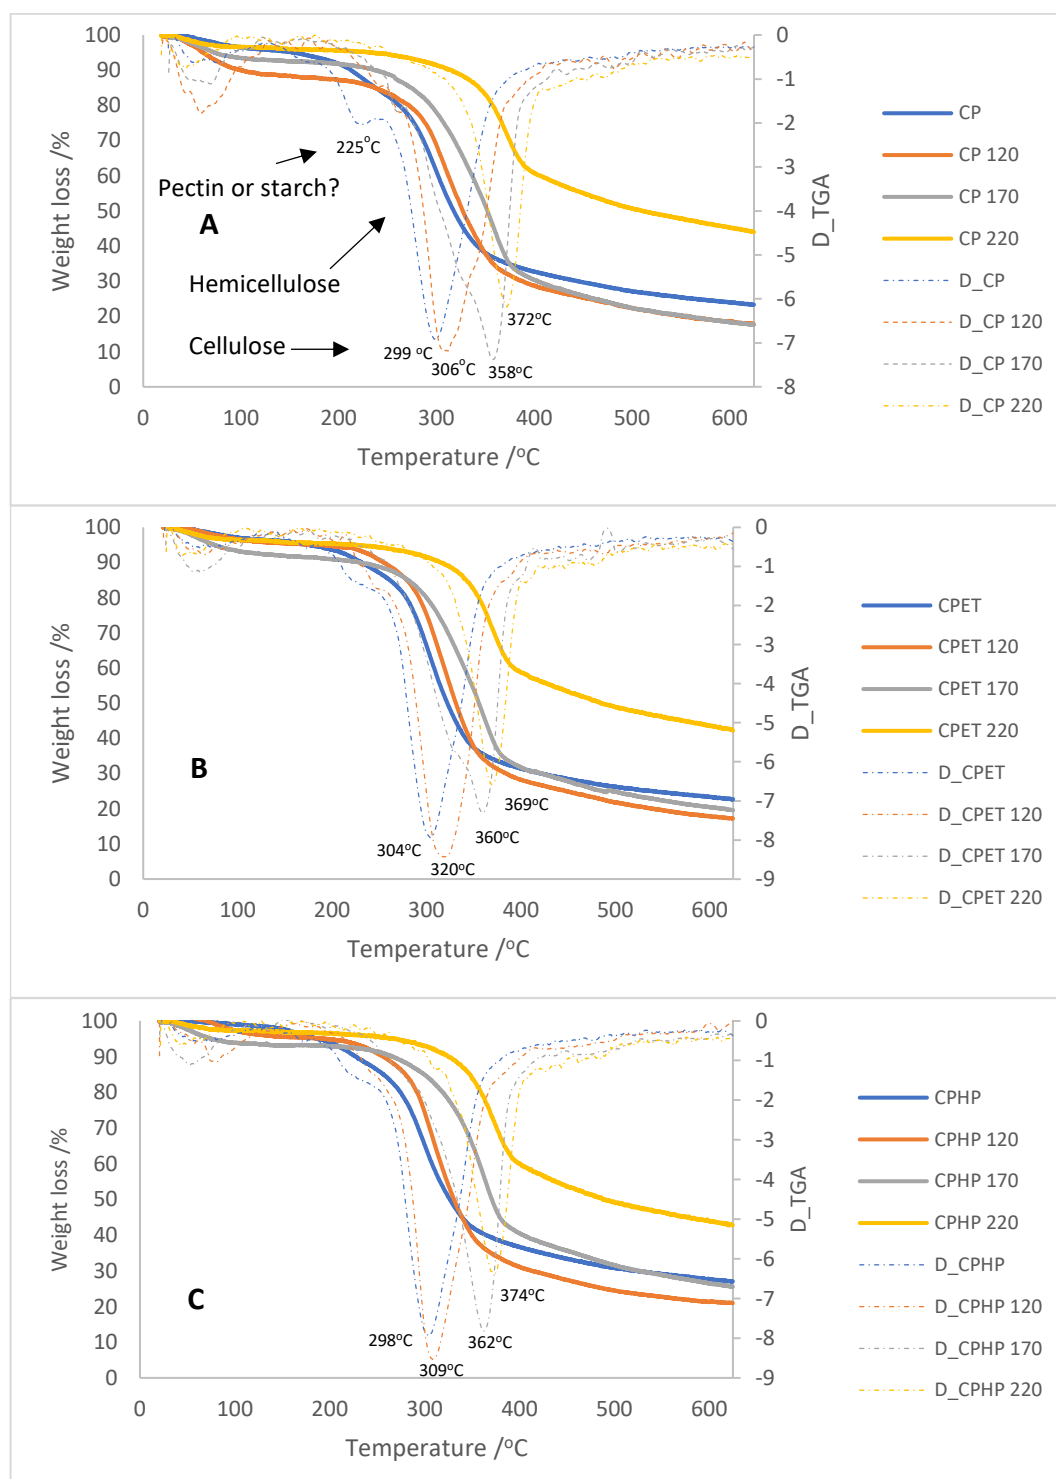 100
90
80
70
60
50
40
30
20
10
0
Weight loss /%
0
-1
-2
-3
-4
-5
-6
-7
-8
D_TGA
0 100 200 300 400 500 600
Temperature /°C
225°C
Pectin or starch?
A
Hemicellulose
Cellulose
299 °C
306°C
358°C
372°C
CP
CP 120
CP 170
CP 220
D_CP
D_CP 120
D_CP 170
D_CP 220
100
90
80
70
60
50
40
30
20
10
0
Weight loss /%
0
-1
-2
-3
-4
-5
-6
-7
-8
-9
D_TGA
0 100 200 300 400 500 600
Temperature /°C
B
304°C
320°C
360°C
369°C
CPET
CPET 120
CPET 170
CPET 220
D_CPET
D_CPET 120
D_CPET 170
D_CPET 220
100
90
80
70
60
50
40
30
20
10
0
Weight loss /%
0
-1
-2
-3
-4
-5
-6
-7
-8
-9
D_TGA
0 100 200 300 400 500 600
Temperature /°C
C
298°C
309°C
362°C
374°C
CPHP
CPHP 120
CPHP 170
CPHP 220
D_CPHP
D_CPHP 120
D_CPHP 170
D_CPHP 220